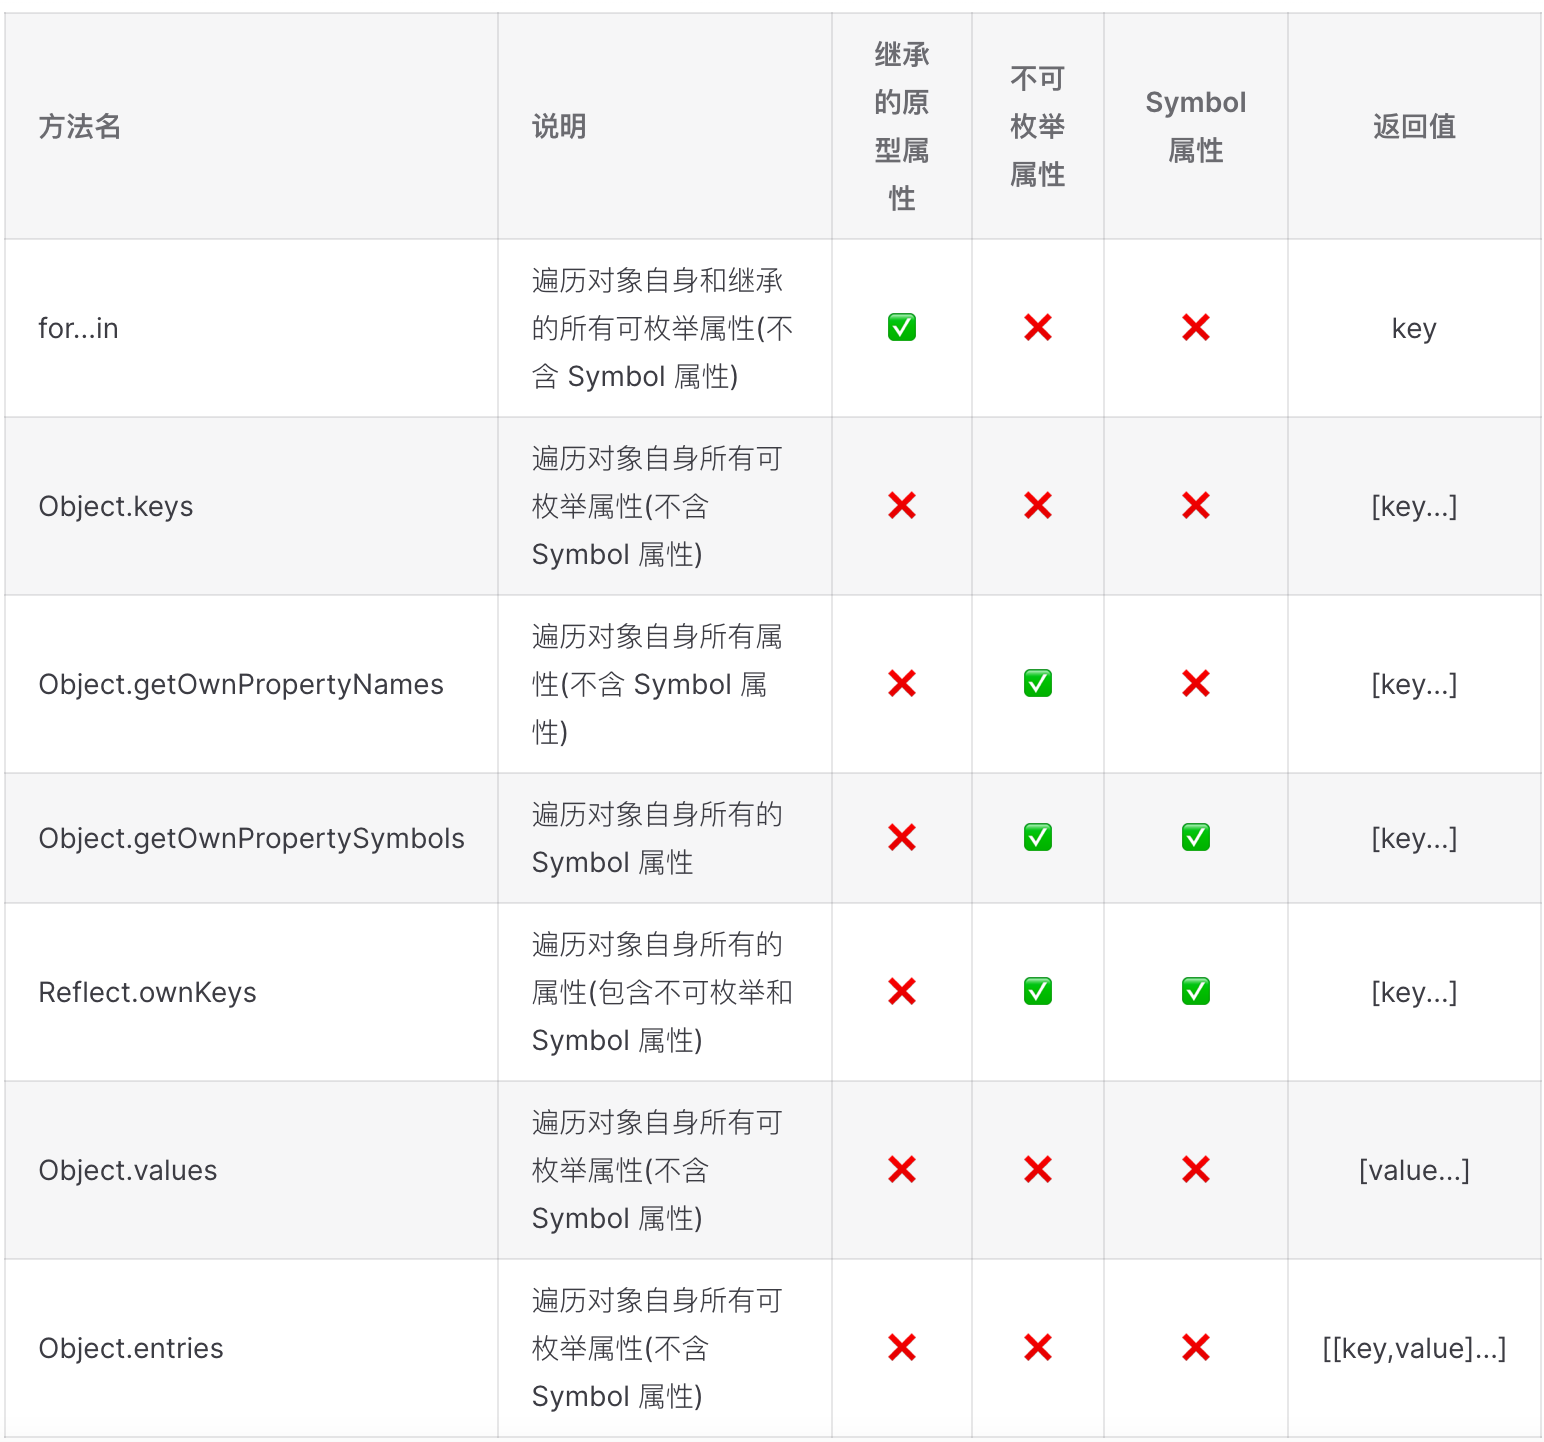 方法名
说明
继承
的原
型属
性
不可
枚举
属性
Symbol
属性
返回值
for...in
遍历对象自身和继承
的所有可枚举属性(不
含 Symbol 属性)
✅
❌
❌
key
Object.keys
遍历对象自身所有可
枚举属性(不含
Symbol 属性)
❌
❌
❌
[key...]
Object.getOwnPropertyNames
遍历对象自身所有属
性(不含 Symbol 属
性)
❌
✅
❌
[key...]
Object.getOwnPropertySymbols
遍历对象自身所有的
Symbol 属性
❌
✅
✅
[key...]
Reflect.ownKeys
遍历对象自身所有的
属性(包含不可枚举和
Symbol 属性)
❌
✅
✅
[key...]
Object.values
遍历对象自身所有可
枚举属性(不含
Symbol 属性)
❌
❌
❌
[value...]
Object.entries
遍历对象自身所有可
枚举属性(不含
Symbol 属性)
❌
❌
❌
[[key,value]...]